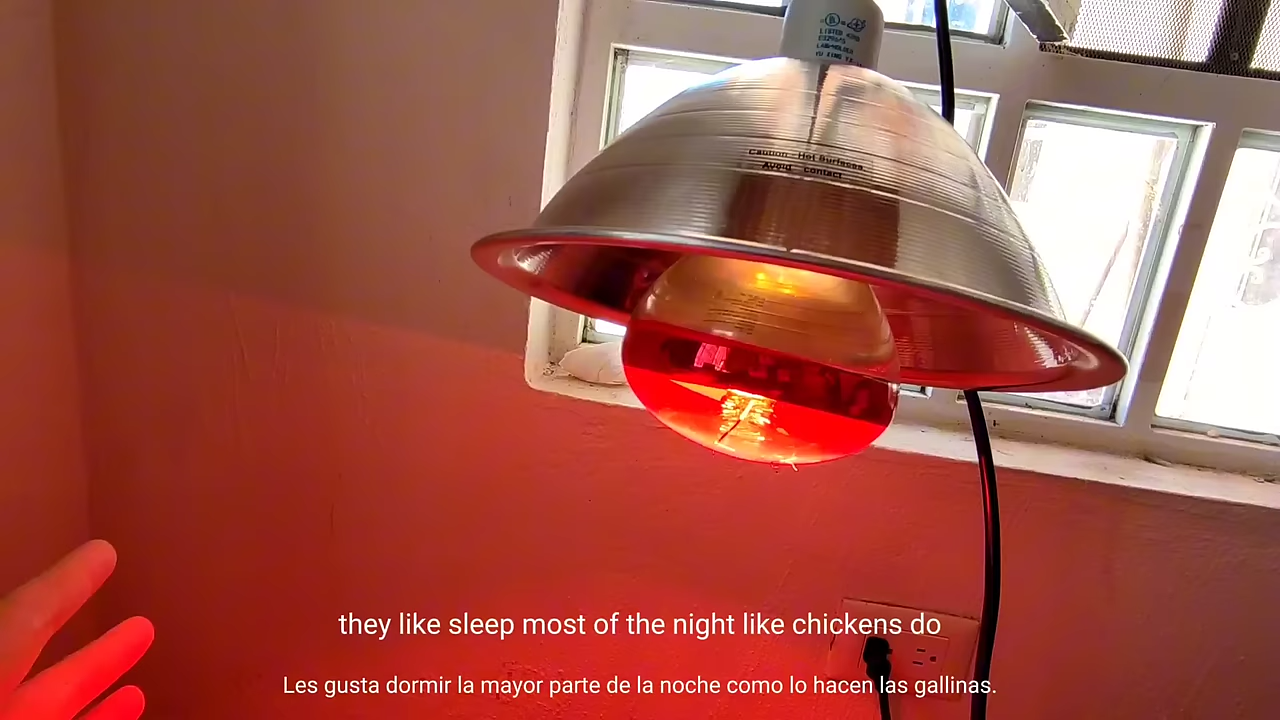 LISTED
Caution Hot Surfaces
Avoid contact
they like sleep most of the night like chickens do
Les gusta dormir la mayor parte de la noche como lo hacen las gallinas.